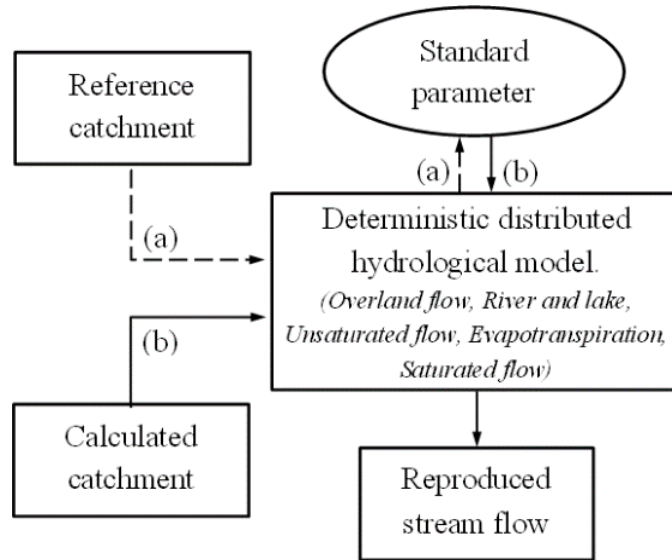 Reference
catchment
Standard
parameter
(a)
(b)
(a)
Deterministic distributed
hydrological model.
(Overland flow, River and lake,
Unsaturated flow, Evapotranspiration,
Saturated flow)
(b)
Calculated
catchment
Reproduced
stream flow